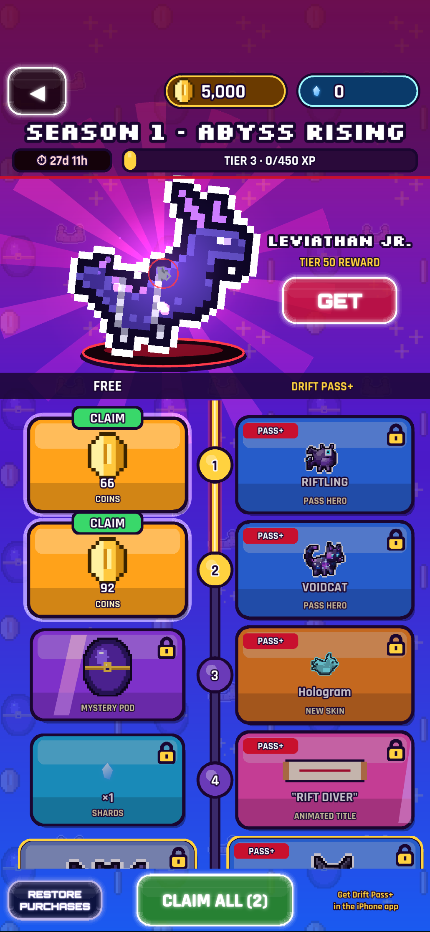 5,000
0
SEASON 1 - ABYSS RISING
27d 11h
TIER 3 · 0/450 XP
LEVIATHAN JR.
TIER 50 REWARD
GET
FREE
DRIFT PASS+
CLAIM
66
COINS
1
PASS+
RIFTLING
PASS HERO
CLAIM
92
COINS
2
PASS+
VOIDCAT
PASS HERO
MYSTERY POD
3
PASS+
Hologram
NEW SKIN
×1
SHARDS
4
PASS+
"RIFT DIVER"
ANIMATED TITLE
PASS+
RESTORE
PURCHASES
CLAIM ALL (2)
Get Drift Pass+
in the iPhone app